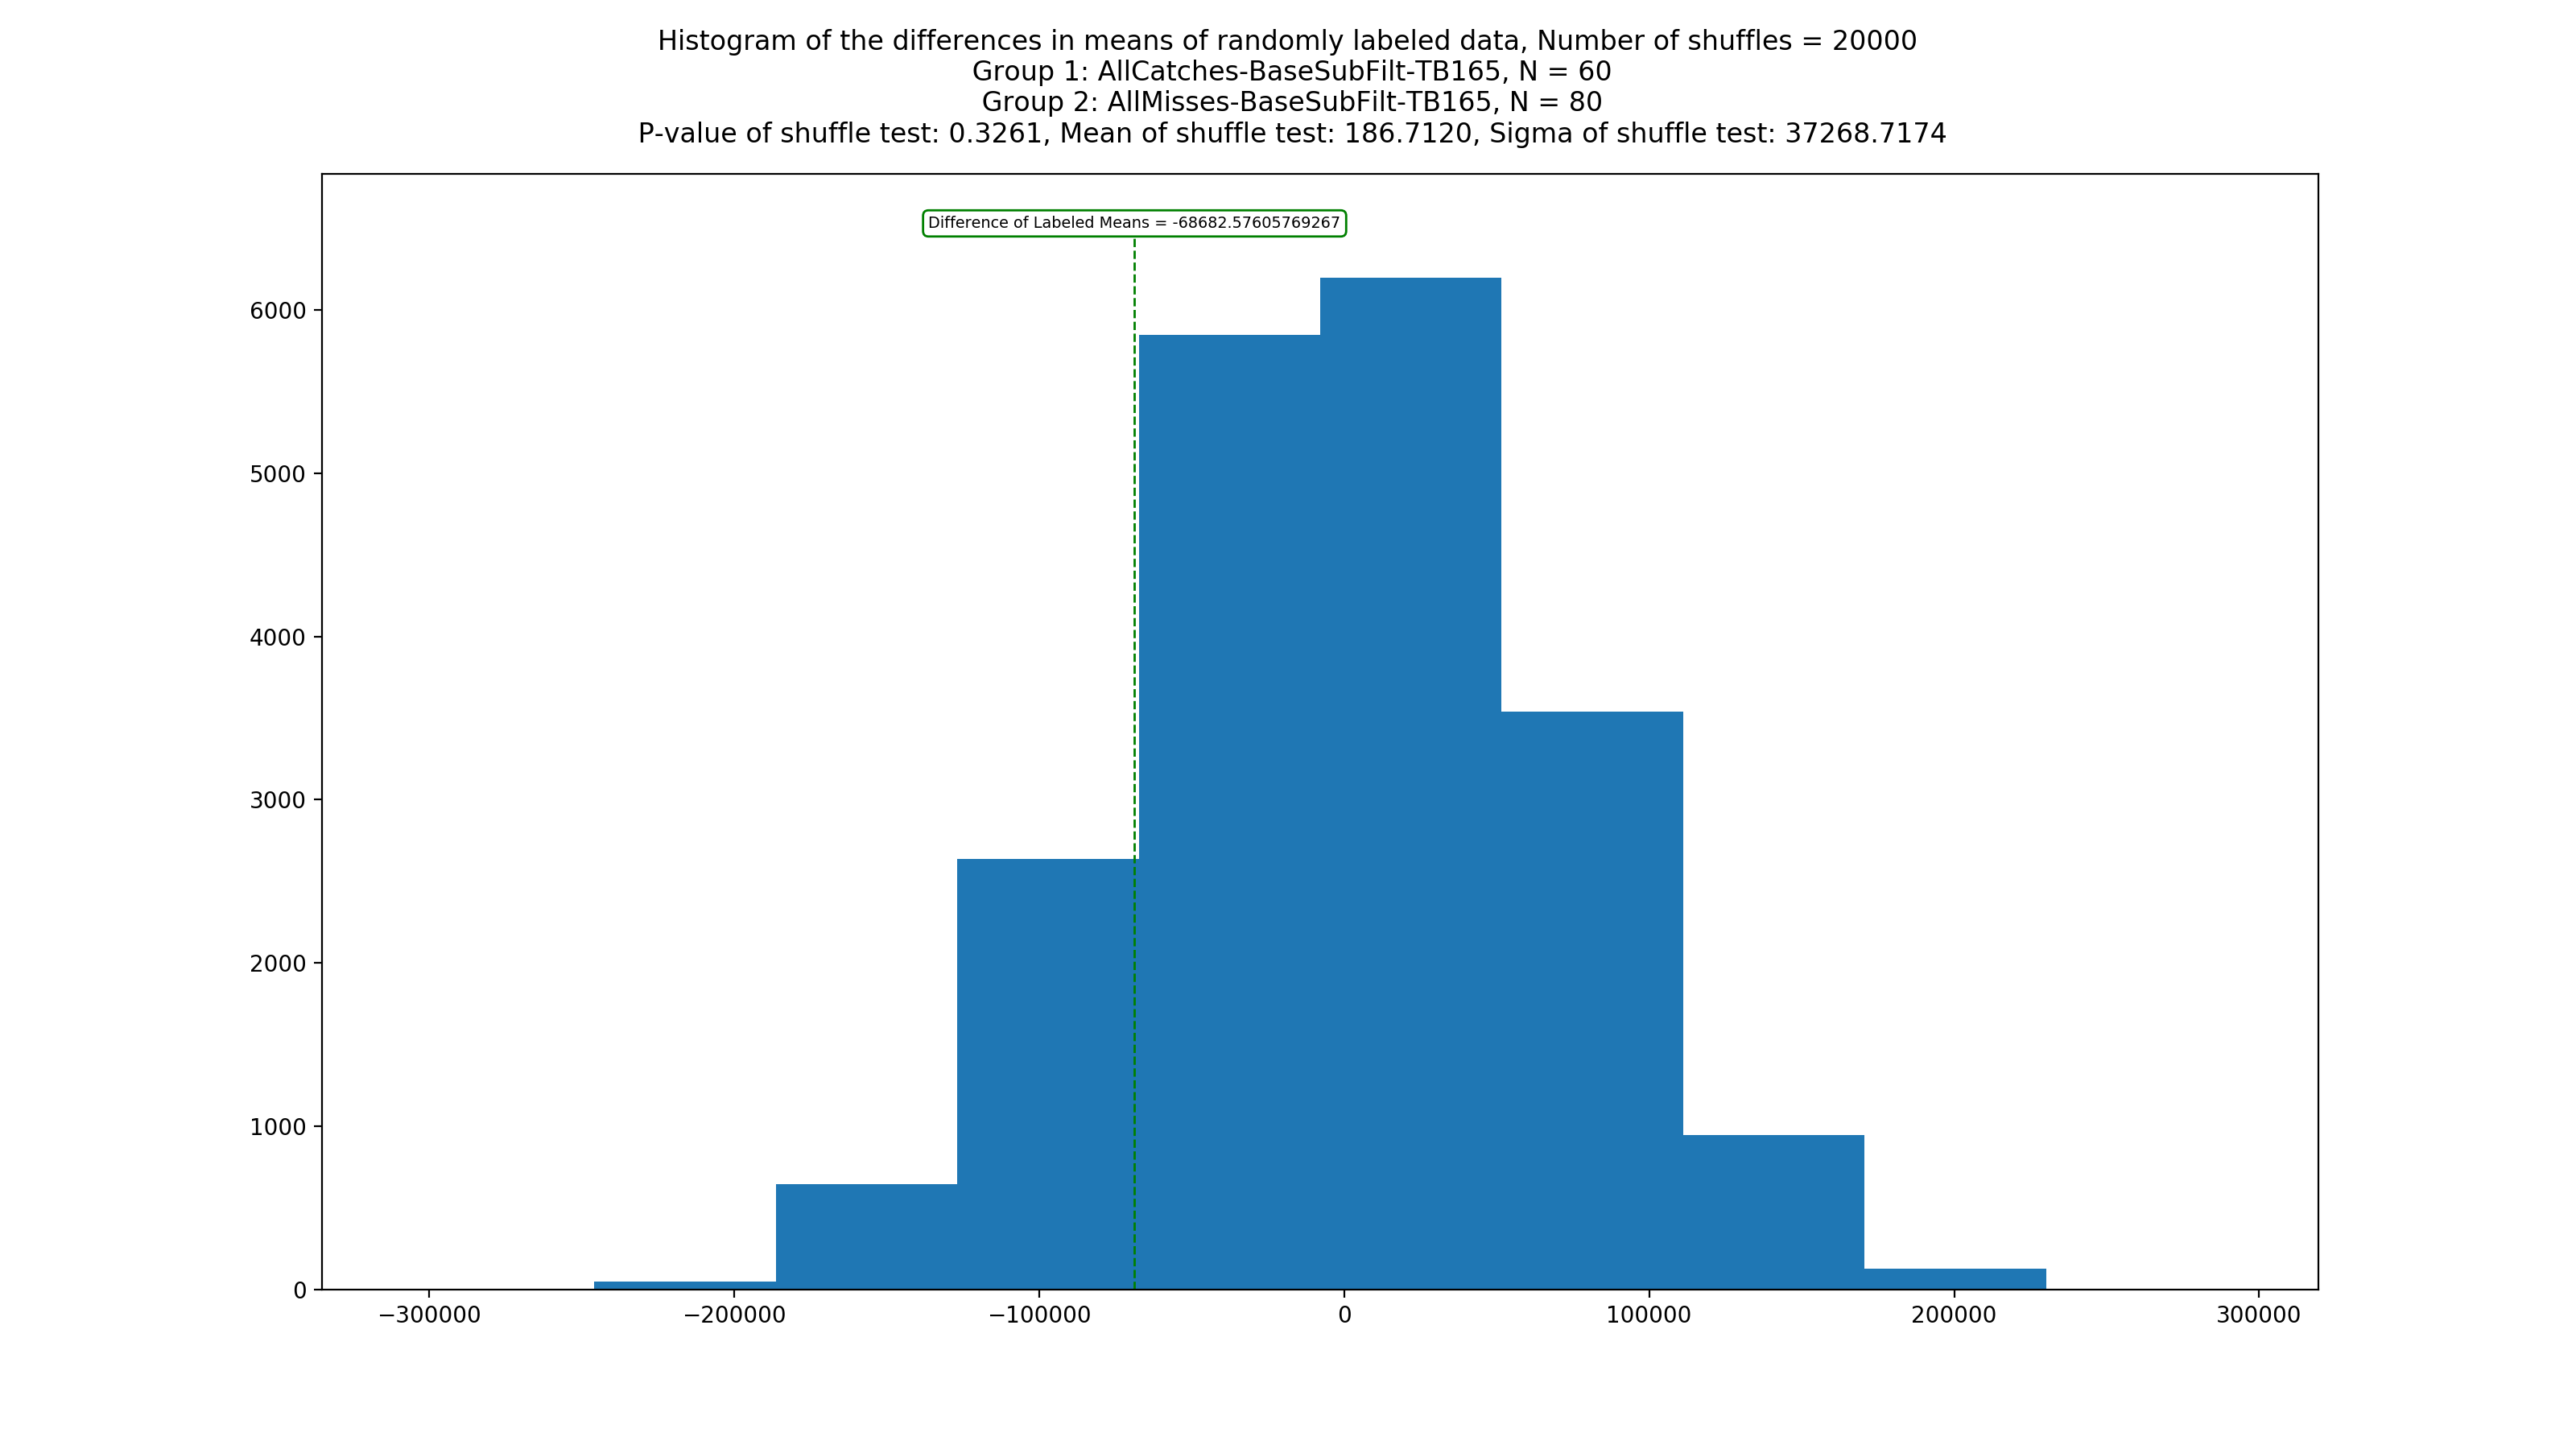 Histogram of the differences in means of randomly labeled data, Number of shuffles = 20000
Group 1: AllCatches-BaseSubFilt-TB165, N = 60
Group 2: AllMisses-BaseSubFilt-TB165, N = 80
P-value of shuffle test: 0.3261, Mean of shuffle test: 186.7120, Sigma of shuffle test: 37268.7174
Difference of Labeled Means = -68682.57605769267
6000
5000
4000
3000
2000
1000
0
−300000 −200000 −100000 0 100000 200000 300000